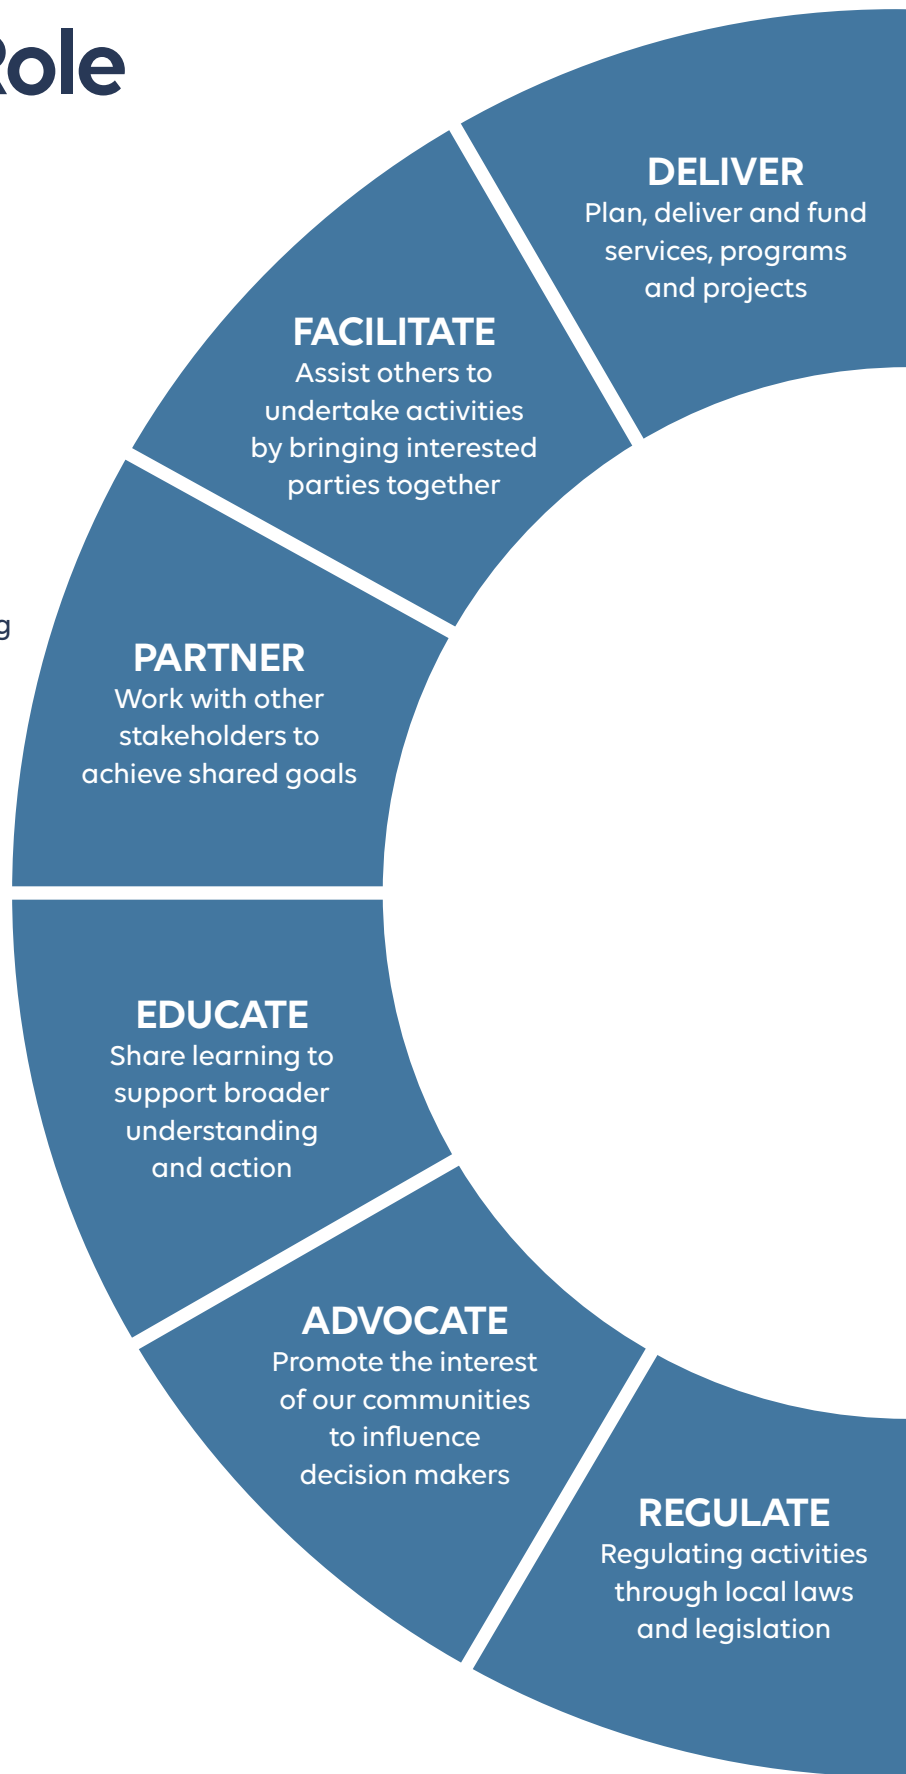 Role
DELIVER
Plan, deliver and fund
services, programs
and projects
FACILITATE
Assist others to
undertake activities
by bringing interested
parties together
g
PARTNER
Work with other
stakeholders to
achieve shared goals
EDUCATE
Share learning to
support broader
understanding
and action
ADVOCATE
Promote the interest
of our communities
to influence
decision makers
REGULATE
Regulating activities
through local laws
and legislation